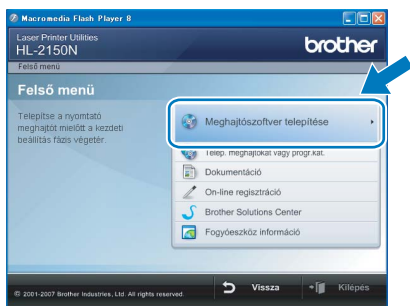 Macromedia Flash Player 8
Laser Printer Utilities
HL-2150N
brother
Felső menü
Felső menü
Telepítse a nyomtató
meghajtót mielőtt a kezdeti
beállítás fázis végetér.
Meghajtószoftver telepítése
Telep. meghajtókat vagy progr.kat.
Dokumentáció
On-line regisztráció
Brother Solutions Center
Fogyóeszköz információ
© 2001-2007 Brother Industries, Ltd. All rights reserved.
Vissza
Kilépés